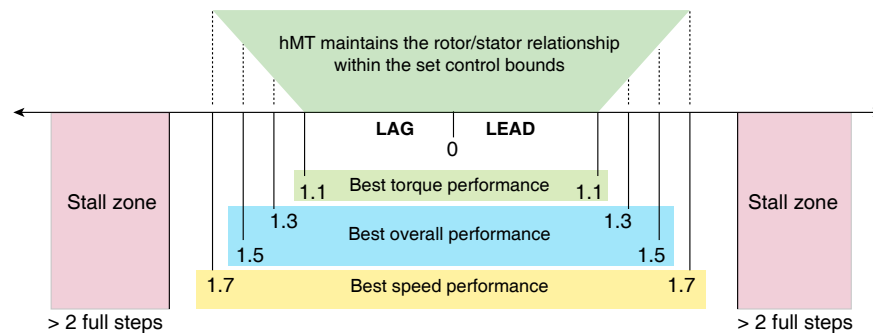 hMT maintains the rotor/stator relationship
within the set control bounds
LAG
LEAD
0
Stall zone
1.1
Best torque performance
1.1
Stall zone
1.3
Best overall performance
1.3
1.5
1.5
1.7
Best speed performance
1.7
> 2 full steps
> 2 full steps